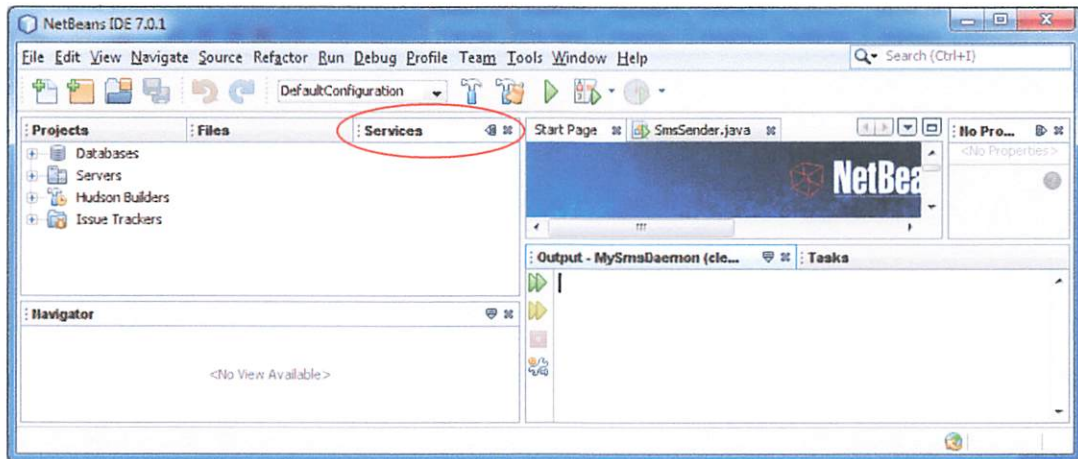 NetBeans IDE 7.0.1
File Edit View Navigate Source Refactor Run Debug Profile Team Tools Window Help
Search (Ctrl+I)
DefaultConfiguration
Projects
Files
Services
Databases
Servers
Hudson Builders
Issue Trackers
Start Page
SmsSender.java
NetBea
No Pro...
<No Properties>
Output - MySmsDaemon (cle...
Tasks
Navigator
<No View Available>